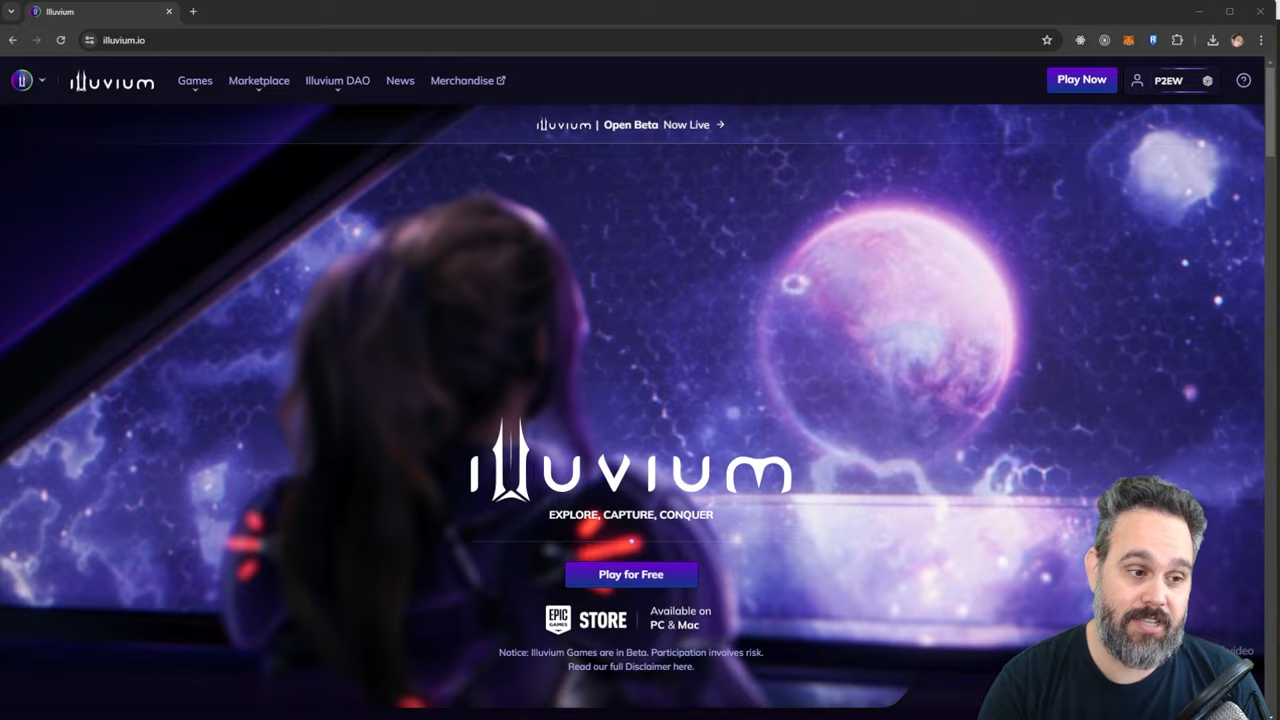 Illuvium
illuvium.io
ILLUVIUM
Games
Marketplace
Illuvium DAO
News
Merchandise
Play Now
P2EW
ILLUVIUM | Open Beta Now Live →
ILLUVIUM
EXPLORE, CAPTURE, CONQUER
Play for Free
EPIC GAMES STORE
Available on
PC & Mac
Notice: Illuvium Games are in Beta. Participation involves risk.
Read our full Disclaimer here.
video